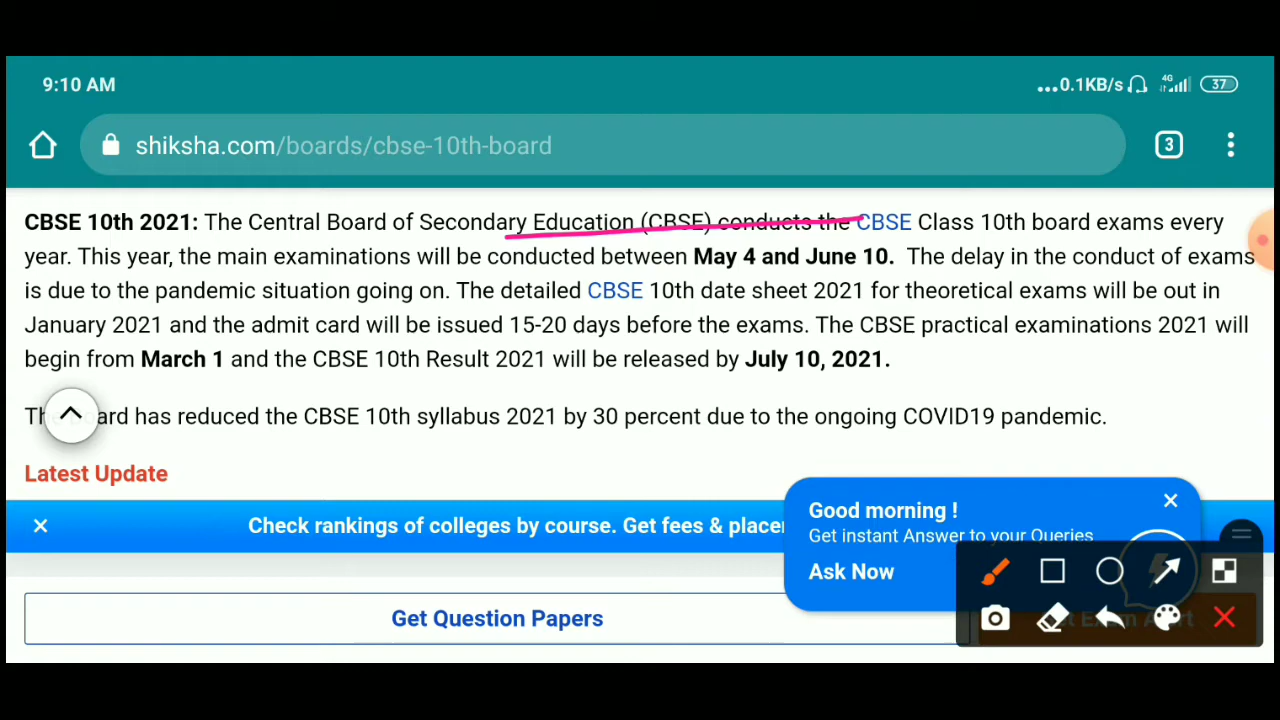 9:10 AM
...0.1KB/s 4G 37
shiksha.com/boards/cbse-10th-board 3
CBSE 10th 2021: The Central Board of Secondary Education (CBSE) conducts the CBSE Class 10th board exams every
year. This year, the main examinations will be conducted between May 4 and June 10. The delay in the conduct of exams
is due to the pandemic situation going on. The detailed CBSE 10th date sheet 2021 for theoretical exams will be out in
January 2021 and the admit card will be issued 15-20 days before the exams. The CBSE practical examinations 2021 will
begin from March 1 and the CBSE 10th Result 2021 will be released by July 10, 2021.
ard has reduced the CBSE 10th syllabus 2021 by 30 percent due to the ongoing COVID19 pandemic.
Latest Update
Check rankings of colleges by course. Get fees &
Good morning !
Get instant Answer to your Queries
Ask Now
Get Question Papers